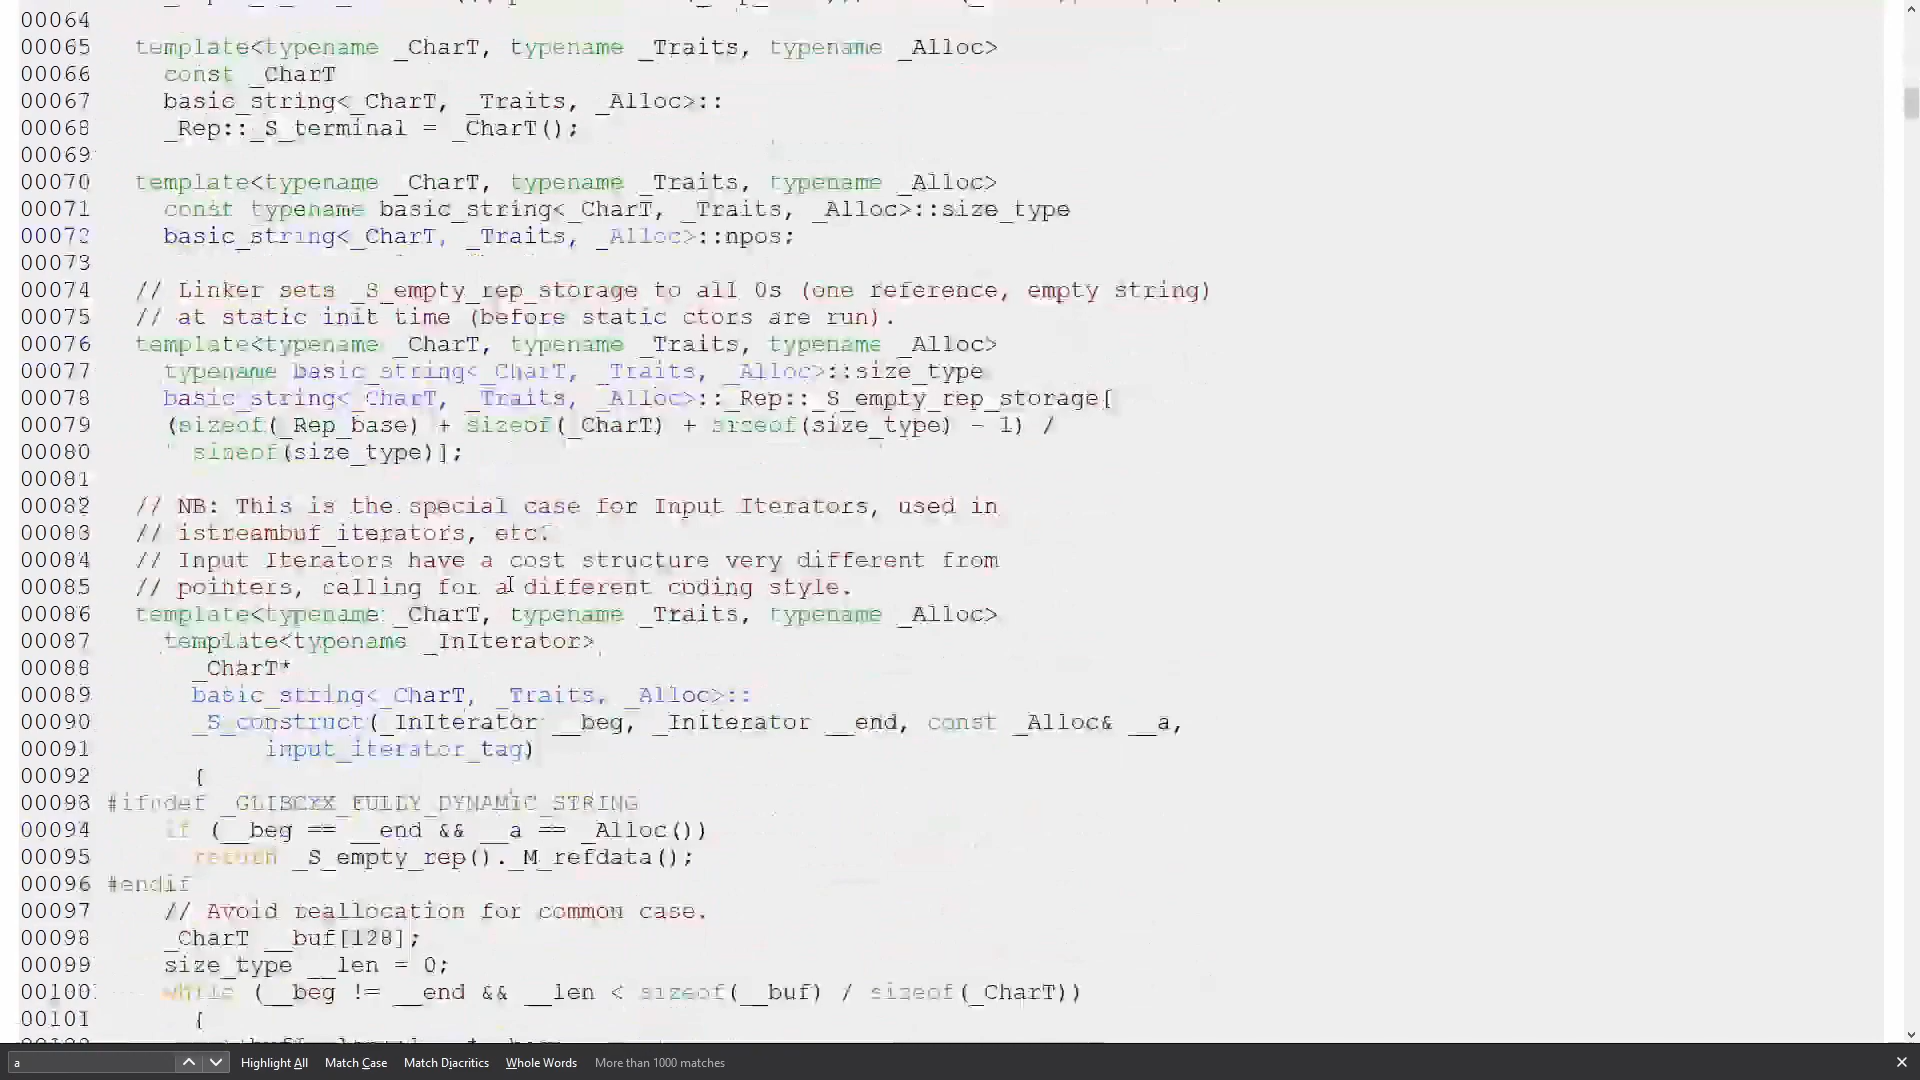 00064
00065 template<typename _CharT, typename _Traits, typename _Alloc>
00066 const _CharT
00067 basic_string<_CharT, _Traits, _Alloc>::
00068 _Rep::_S_terminal = _CharT();
00069
00070 template<typename _CharT, typename _Traits, typename _Alloc>
00071 const typename basic_string<_CharT, _Traits, _Alloc>::size_type
00072 basic_string<_CharT, _Traits, _Alloc>::npos;
00073
00074 // Linker sets _S_empty_rep_storage to all 0s (one reference, empty string)
00075 // at static init time (before static ctors are run).
00076 template<typename _CharT, typename _Traits, typename _Alloc>
00077 typename basic_string<_CharT, _Traits, _Alloc>::size_type
00078 basic_string<_CharT, _Traits, _Alloc>::_Rep::_S_empty_rep_storage[
00079 (sizeof(_Rep_base) + sizeof(_CharT) + sizeof(size_type) - 1) /
00080 sizeof(size_type)];
00081
00082 // NB: This is the special case for Input Iterators, used in
00083 // istreambuf_iterators, etc.
00084 // Input Iterators have a cost structure very different from
00085 // pointers, calling for a different coding style.
00086 template<typename _CharT, typename _Traits, typename _Alloc>
00087 template<typename _InIterator>
00088 _CharT*
00089 basic_string<_CharT, _Traits, _Alloc>::
00090 _S_construct(_InIterator __beg, _InIterator __end, const _Alloc& __a,
00091 input_iterator_tag)
00092 {
00093 #ifndef _GLIBCXX_FULLY_DYNAMIC_STRING
00094 if (__beg == __end && __a == _Alloc())
00095 return _S_empty_rep()._M_refdata();
00096 #endif
00097 // Avoid reallocation for common case.
00098 _CharT __buf[128];
00099 size_type __len = 0;
00100 while (__beg != __end && __len < sizeof(__buf) / sizeof(_CharT))
00101 {
a Highlight All Match Case Match Diacritics Whole Words More than 1000 matches